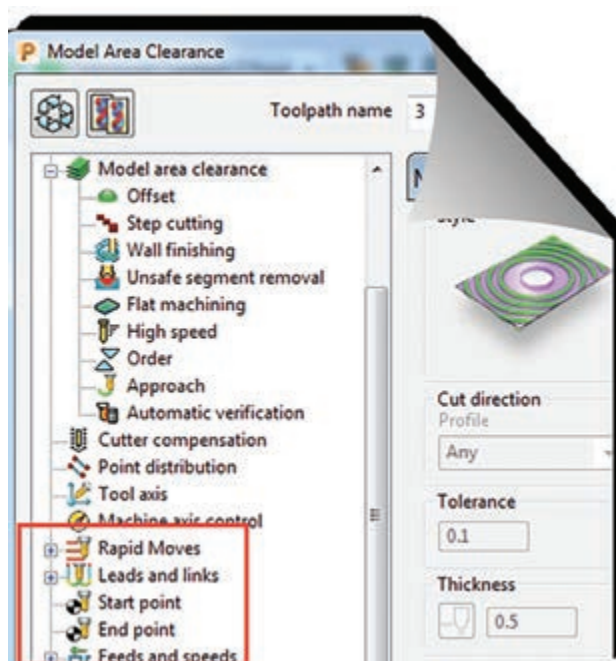 Model Area Clearance
Toolpath name 3
Model area clearance
Offset
Step cutting
Wall finishing
Unsafe segment removal
Flat machining
High speed
Order
Approach
Automatic verification
Cutter compensation
Point distribution
Tool axis
Machine axis control
Rapid Moves
Leads and links
Start point
End point
Feeds and speeds
Style
Cut direction
Profile
Any
Tolerance
0.1
Thickness
0.5